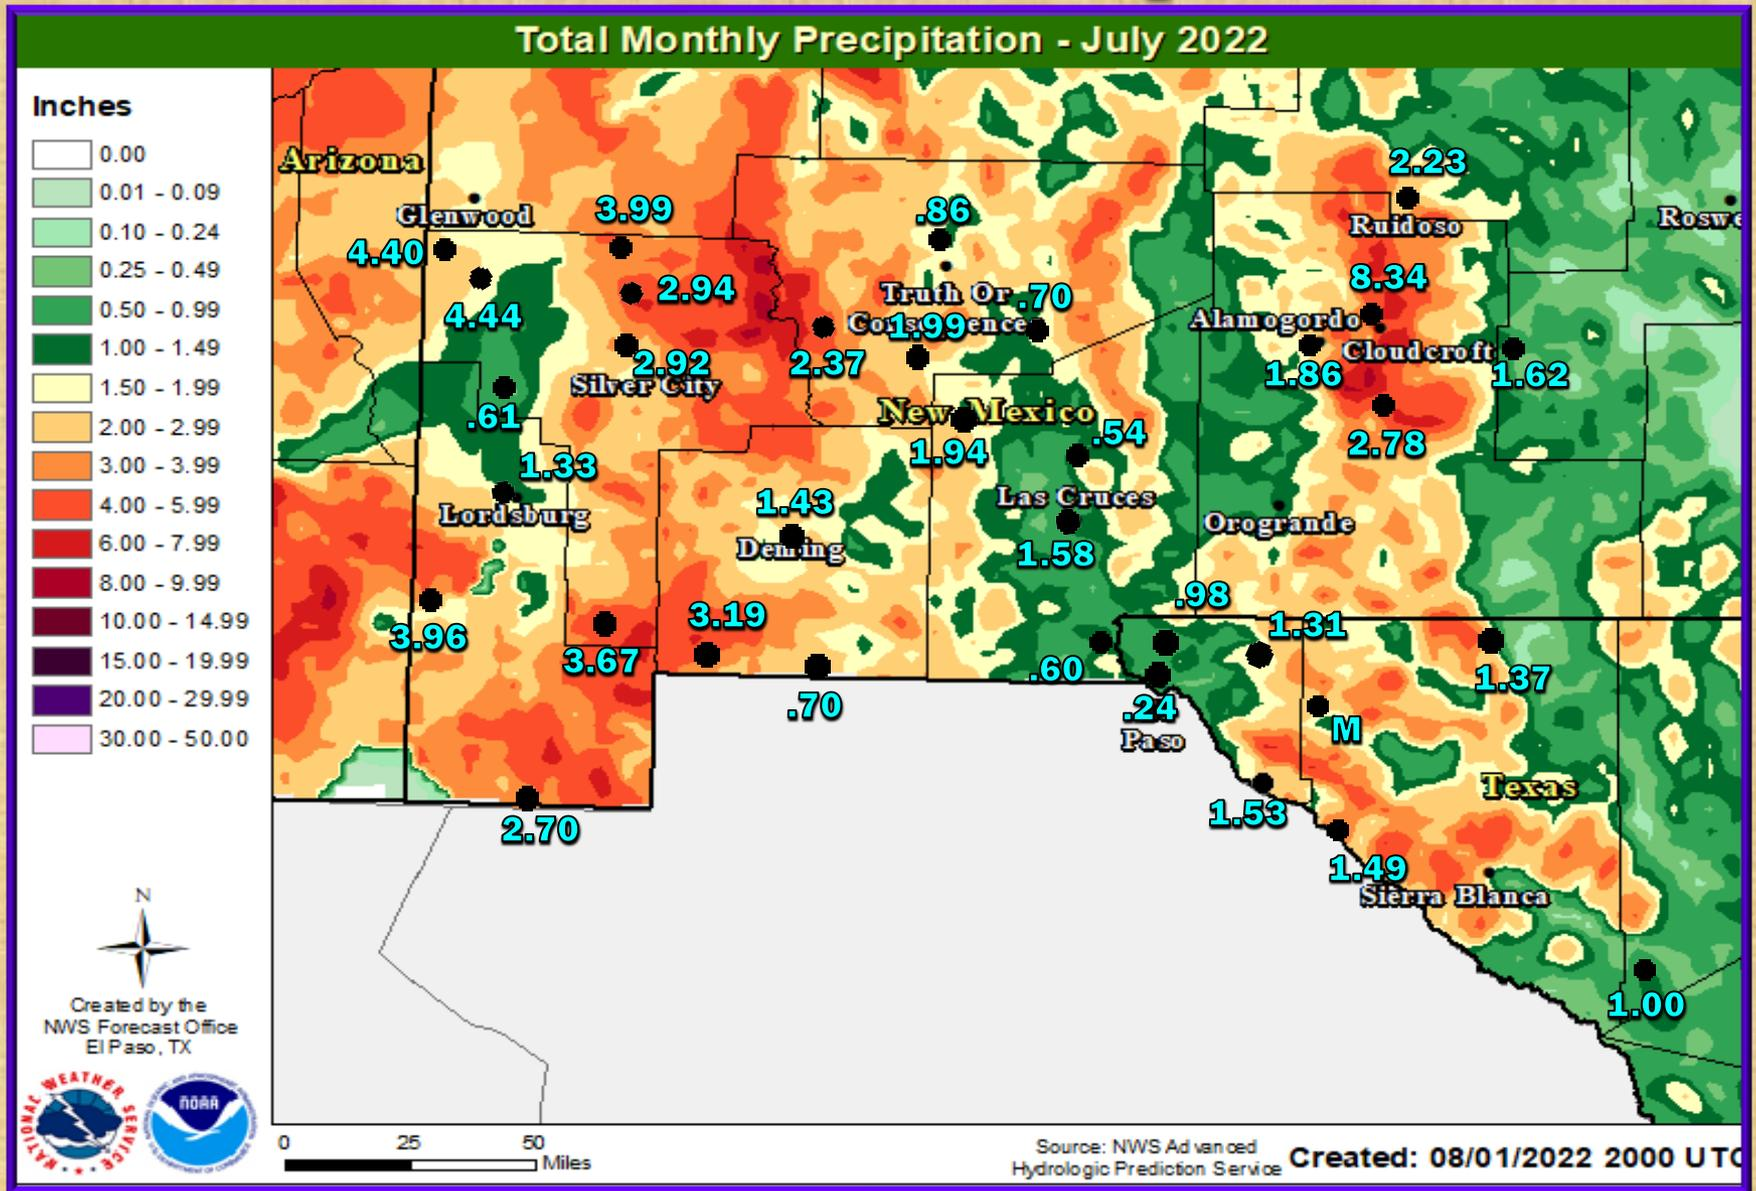 Total Monthly Precipitation - July 2022
Inches
0.00
0.01 - 0.09
0.10 - 0.24
0.25 - 0.49
0.50 - 0.99
1.00 - 1.49
1.50 - 1.99
2.00 - 2.99
3.00 - 3.99
4.00 - 5.99
6.00 - 7.99
8.00 - 9.99
10.00 - 14.99
15.00 - 19.99
20.00 - 29.99
30.00 - 50.00
N
Created by the
NWS Forecast Office
El Paso, TX
NATIONAL WEATHER SERVICE
NOAA
Arizona
Glenwood
4.40
4.44
3.99
2.94
2.92
Silver City
.61
1.33
Lordsburg
3.96
3.67
2.70
.86
Truth Or
.70
1.99
2.37
New Mexico
1.94
.54
Las Cruces
1.58
1.43
Deming
3.19
.70
2.23
Ruidoso
Roswe
8.34
Alamogordo
Cloudcroft
1.86
1.62
2.78
Orogrande
.98
1.31
.60
.24
Paso
1.37
M
Texas
1.53
1.49
Sierra Blanca
1.00
0 25 50
Miles
Source: NWS Advanced
Hydrologic Prediction Service
Created: 08/01/2022 2000 UTC